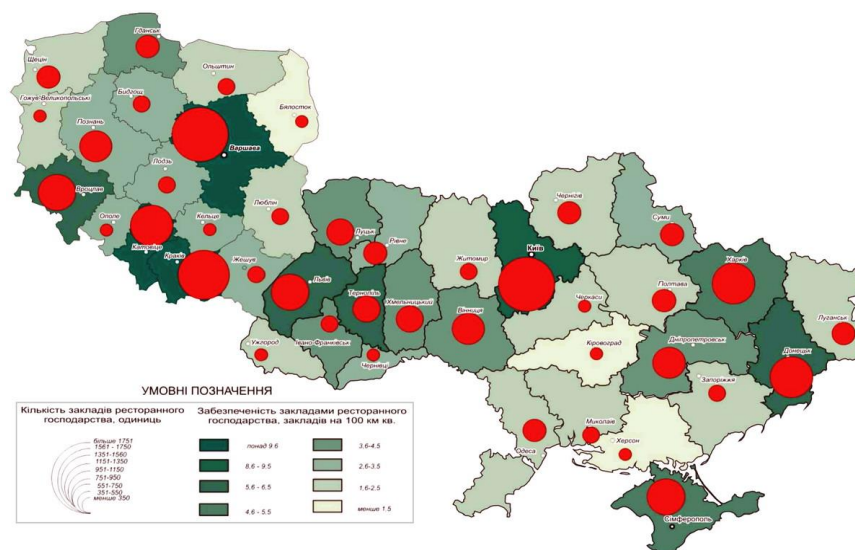 Гданськ
Щецін
Ольштин
Гожув-Великопольські
Бидгощ
Бялосток
Познань
Варшава
Лодзь
Вроцлав
Люблін
Ополе
Кельце
Катовіце
Краків
Жешув
Луцьк
Рівне
Житомир
Київ
Чернігів
Суми
Львів
Тернопіль
Хмельницький
Вінниця
Черкаси
Полтава
Харків
Луганськ
Ужгород
Івано-Франківськ
Чернівці
Кіровоград
Дніпропетровськ
Донецьк
Запоріжжя
Одеса
Миколаїв
Херсон
Сімферополь
УМОВНІ ПОЗНАЧЕННЯ
Кількість закладів ресторанного
господарства, одиниць
більше 1751
1561 - 1750
1351-1560
1151-1350
951-1150
751-950
551-750
351-550
менше 350
Забезпеченість закладами ресторанного
господарства, закладів на 100 км кв.
понад 9.6
8.6 - 9.5
5.6 - 6.5
4.6 - 5.5
3.6-4.5
2.6-3.5
1,6-2.5
менше 1.5